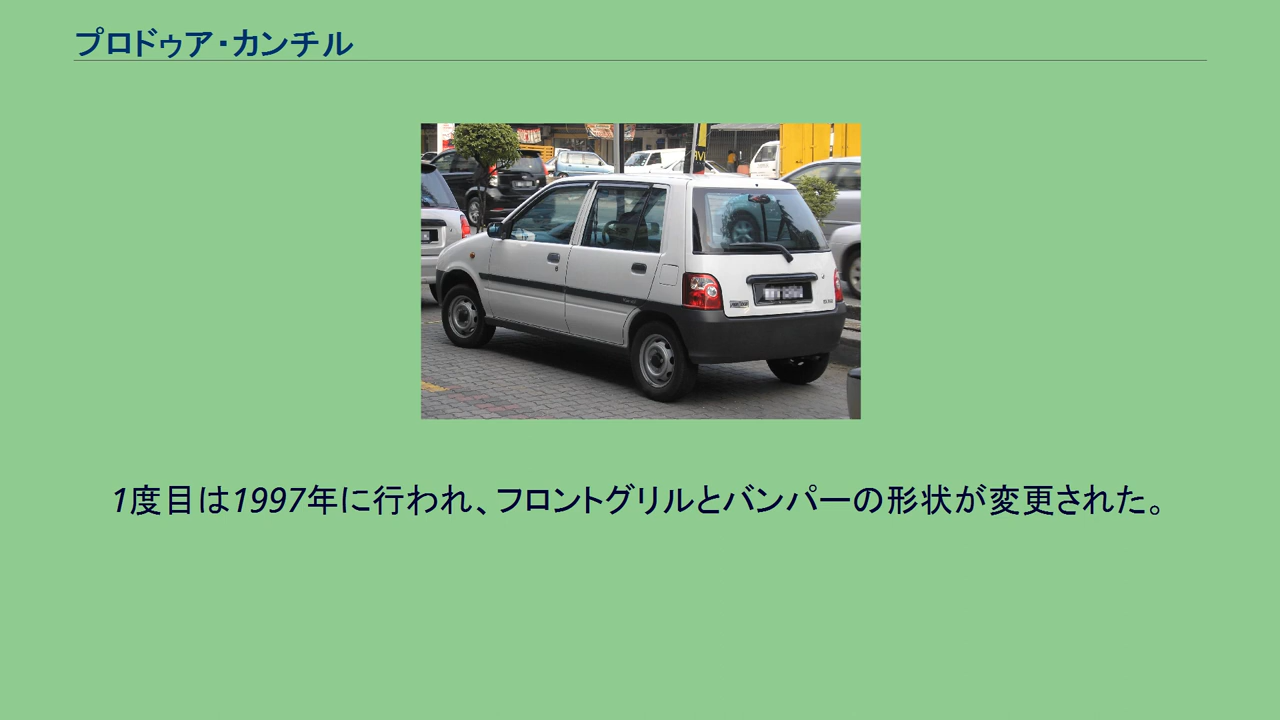 プロドゥア・カンチル
1度目は1997年に行われ、フロントグリルとバンパーの形状が変更された。